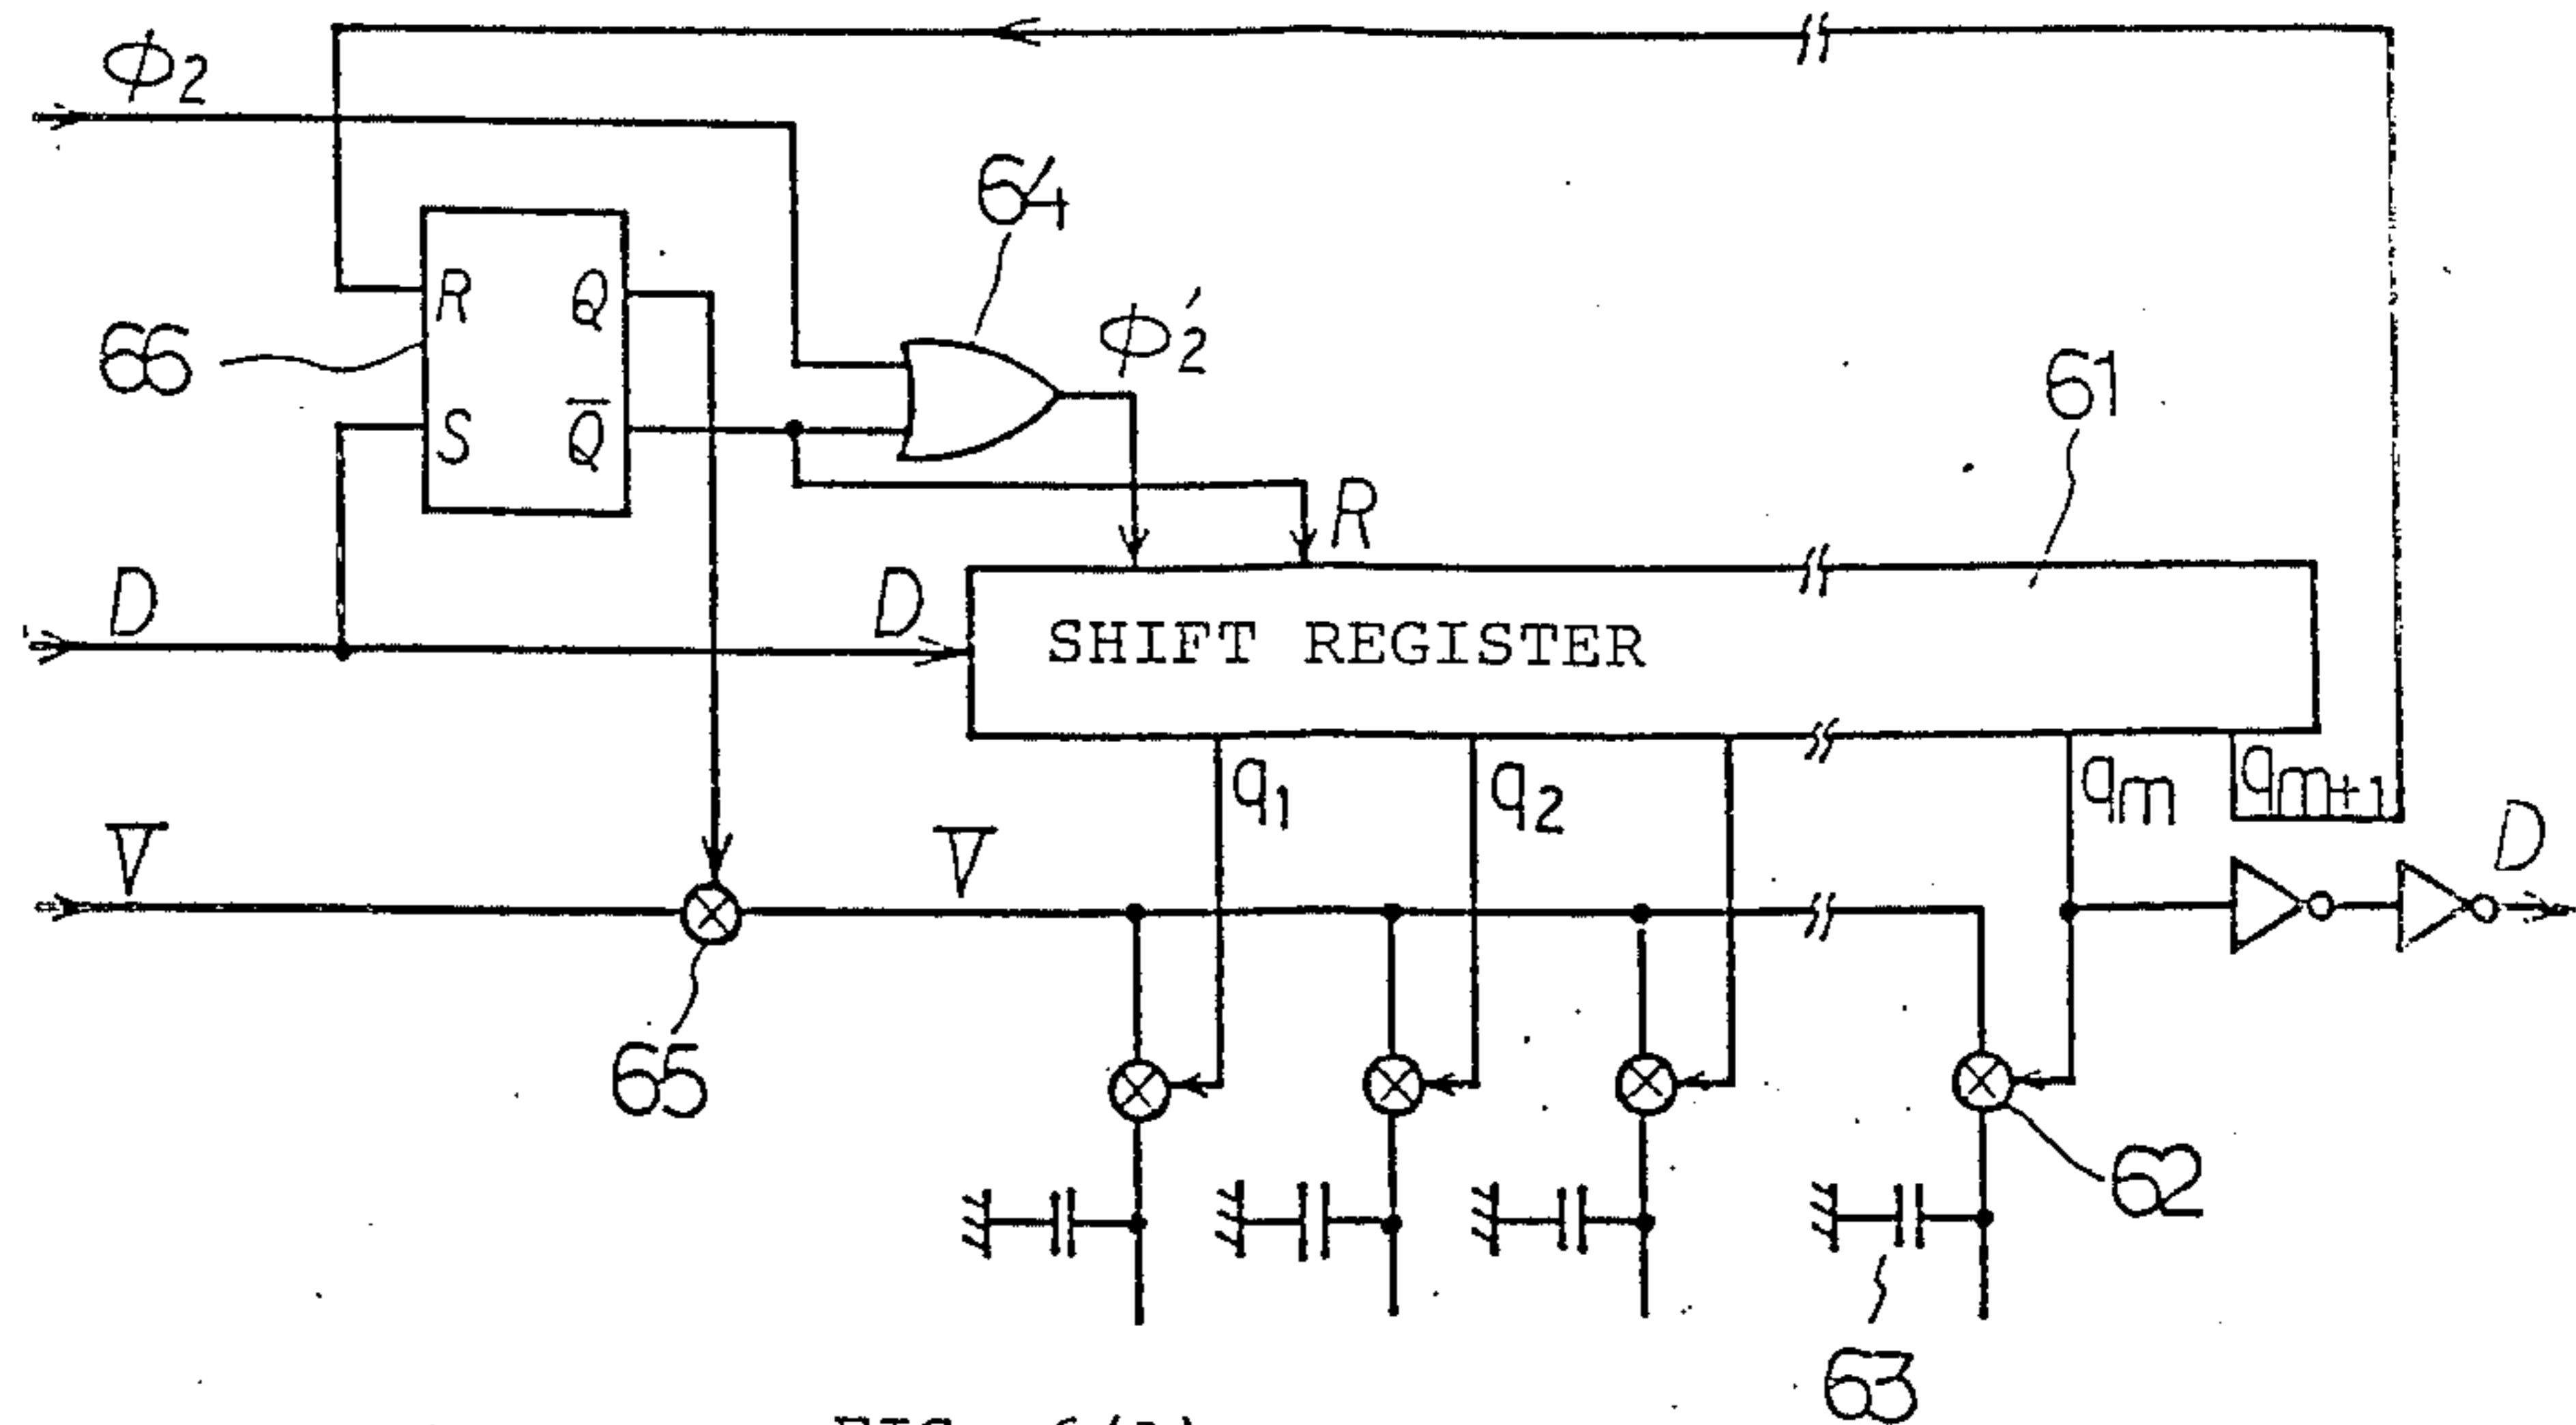 ϕ2
64
ϕ2'
R Q
66
S Q̅
61
R
D
D
SHIFT REGISTER
q1
q2
qm
qm+1
D
V
V
65
62
63